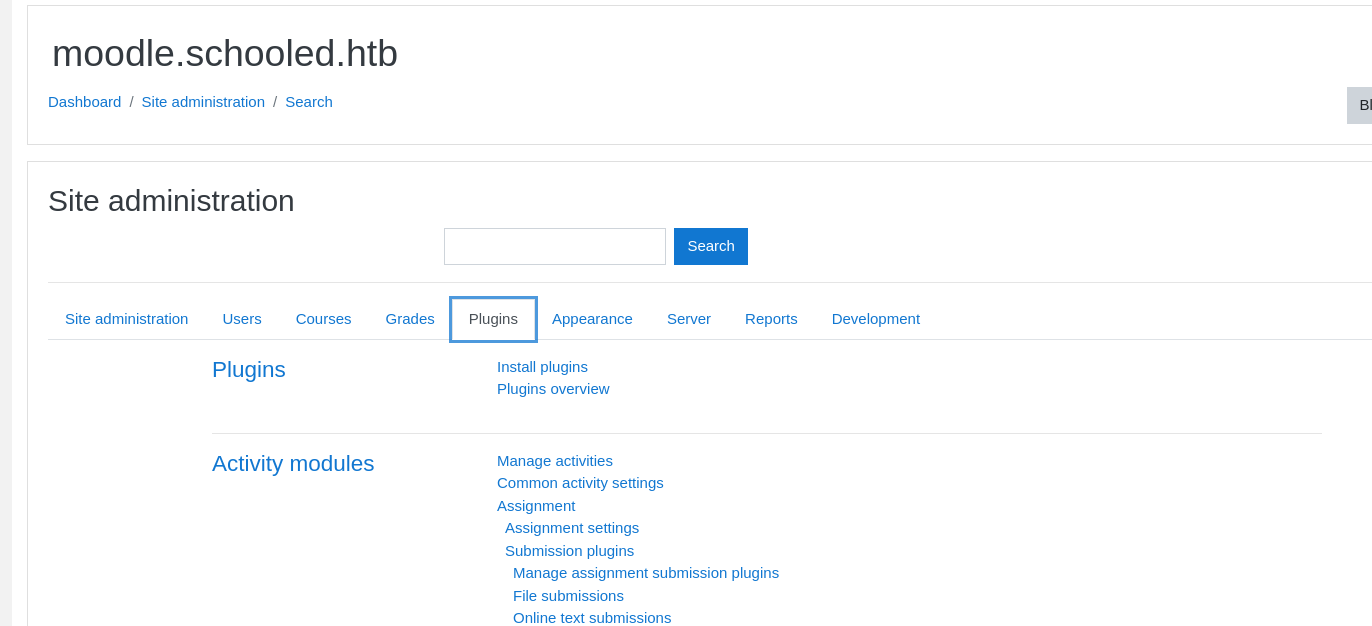 moodle.schooled.htb
Dashboard / Site administration / Search
Site administration
Search
Site administration Users Courses Grades Plugins Appearance Server Reports Development
Plugins
Install plugins
Plugins overview
Activity modules
Manage activities
Common activity settings
Assignment
Assignment settings
Submission plugins
Manage assignment submission plugins
File submissions
Online text submissions